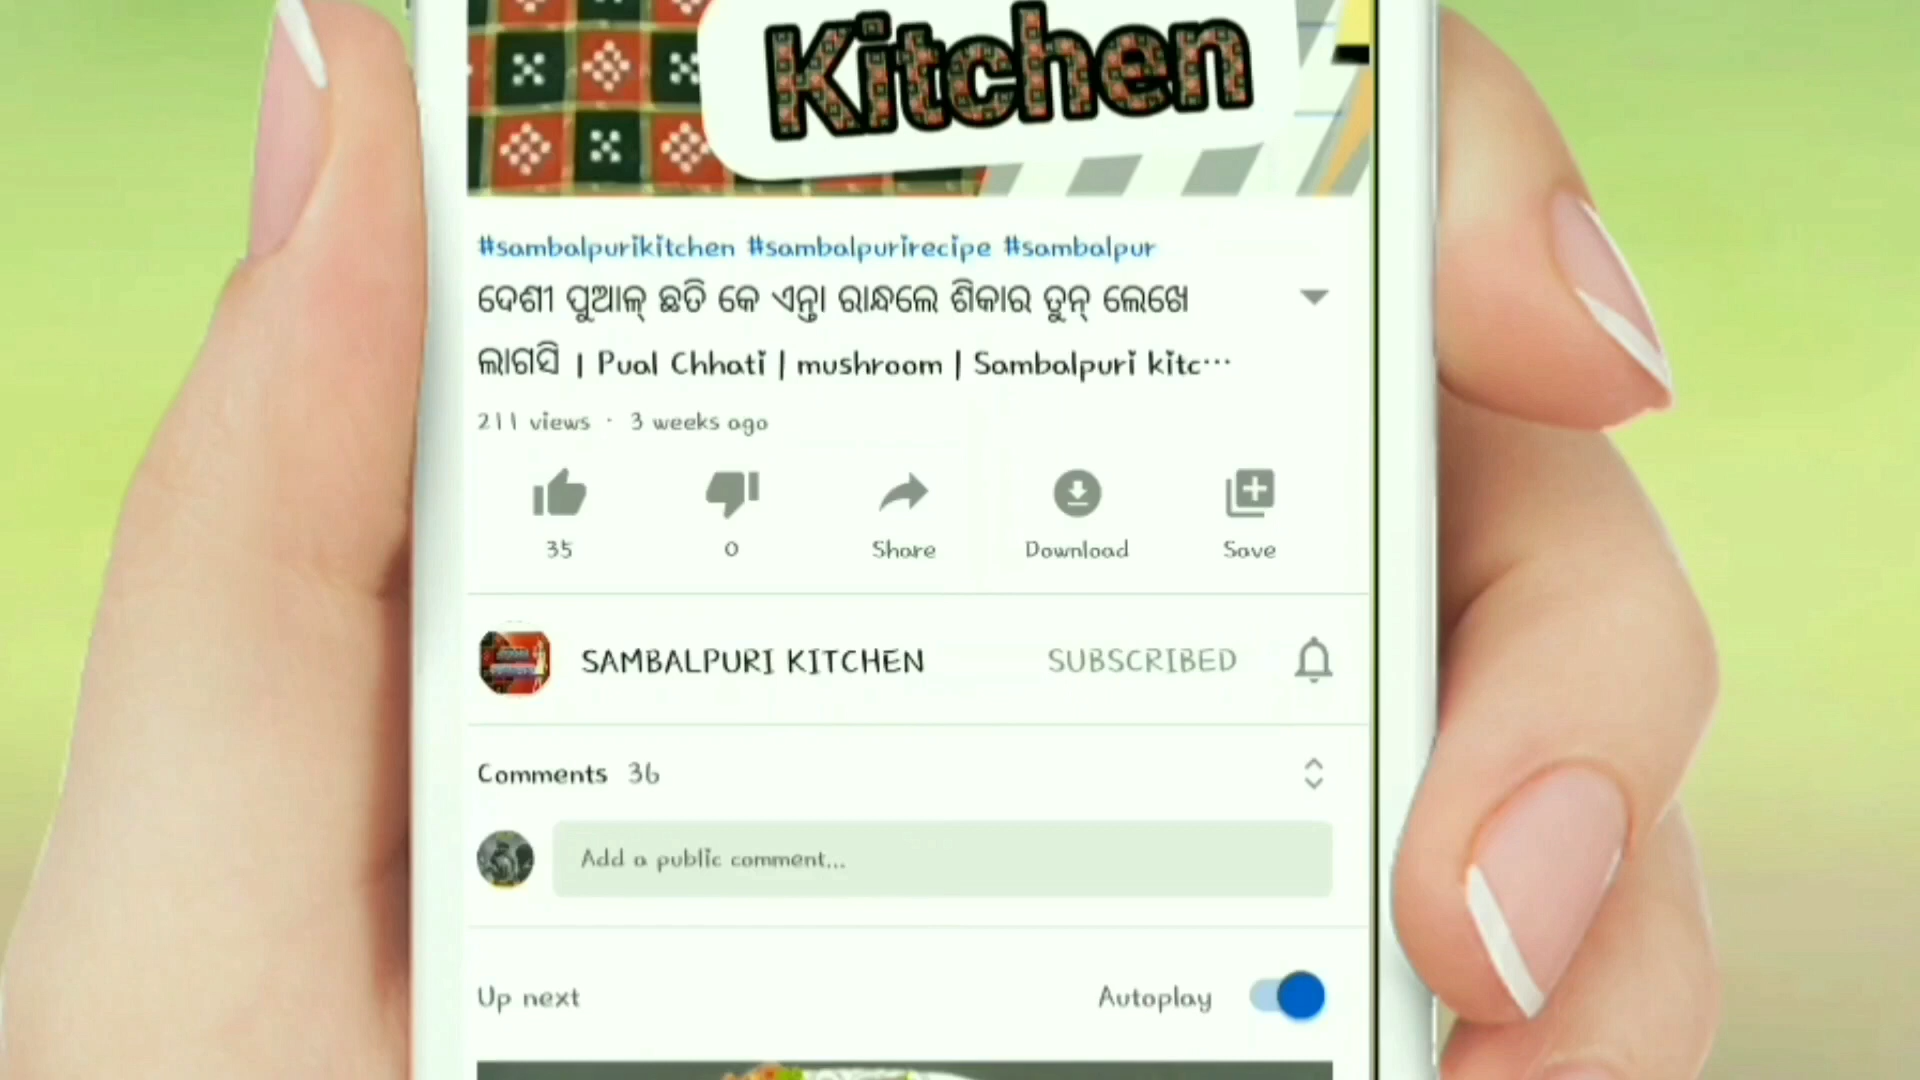 Kitchen
#sambalpurikitchen #sambalpurirecipe #sambalpur
ଦେଶୀ ପୁଆଳ୍ ଛତି କେ ଏନ୍ତା ରାନ୍ଧଲେ ଶିକାର ତୁନ୍ ଲେଖେ
ଲାଗସି | Pual Chhati | mushroom | Sambalpuri kitc...
211 views · 3 weeks ago
35 0 Share Download Save
SAMBALPURI KITCHEN SUBSCRIBED
Comments 36
Add a public comment...
Up next Autoplay